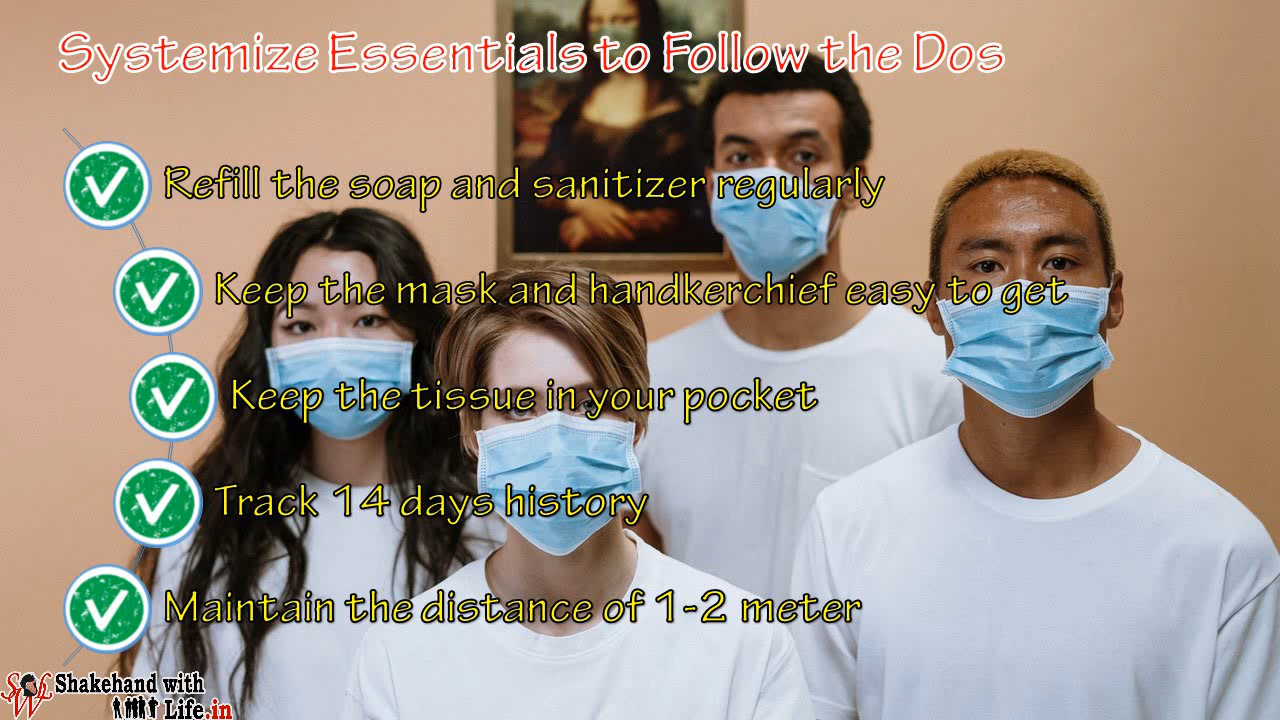 Systemize Essentials to Follow the Dos
Refill the soap and sanitizer regularly
Keep the mask and handkerchief easy to get
Keep the tissue in your pocket
Track 14 days history
Maintain the distance of 1-2 meter
Shakehand with
Life.in